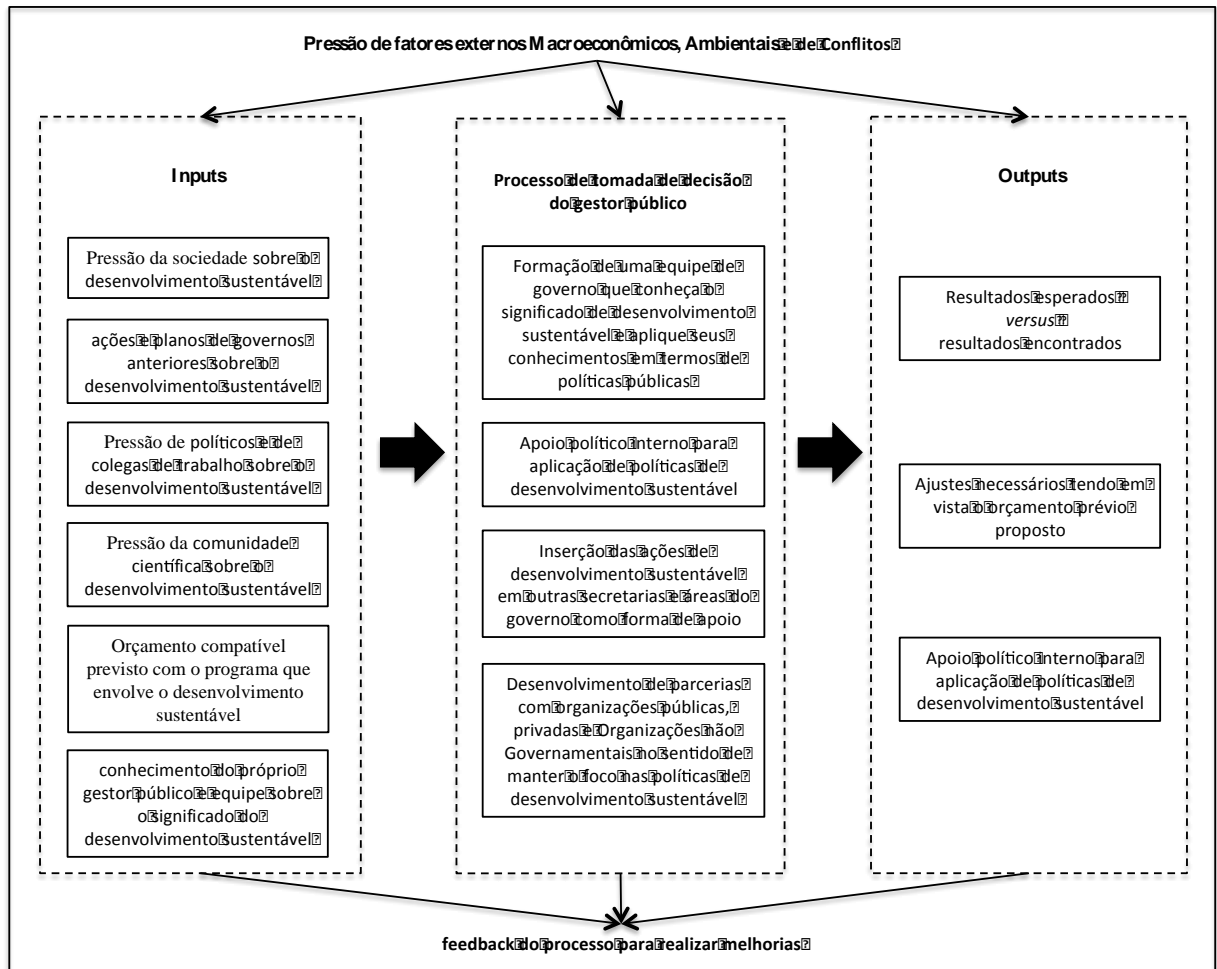 Pressão de fatores externos Macroeconômicos, Ambientais e de Conflitos
Inputs
Pressão da sociedade sobre o
desenvolvimento sustentável
ações e planos de governos
anteriores sobre o
desenvolvimento sustentável
Pressão de políticos e de
colegas de trabalho sobre o
desenvolvimento sustentável
Pressão da comunidade
científica sobre o
desenvolvimento sustentável
Orçamento compatível
previsto com o programa que
envolve o desenvolvimento
sustentável
conhecimento do próprio
gestor público e equipe sobre
o significado do
desenvolvimento sustentável
Processo de tomada de decisão
do gestor público
Formação de uma equipe de
governo que conheça o
significado de desenvolvimento
sustentável e aplique seus
conhecimentos em termos de
políticas públicas
Apoio político interno para
aplicação de políticas de
desenvolvimento sustentável
Inserção das ações de
desenvolvimento sustentável
em outras secretarias e áreas do
governo como forma de apoio
Desenvolvimento de parcerias
com organizações públicas,
privadas e Organizações não
Governamentais no sentido de
manter o foco nas políticas de
desenvolvimento sustentável
Outputs
Resultados esperados
versus
resultados encontrados
Ajustes necessários tendo em
vista o orçamento prévio
proposto
Apoio político interno para
aplicação de políticas de
desenvolvimento sustentável
feedback do processo para realizar melhorias